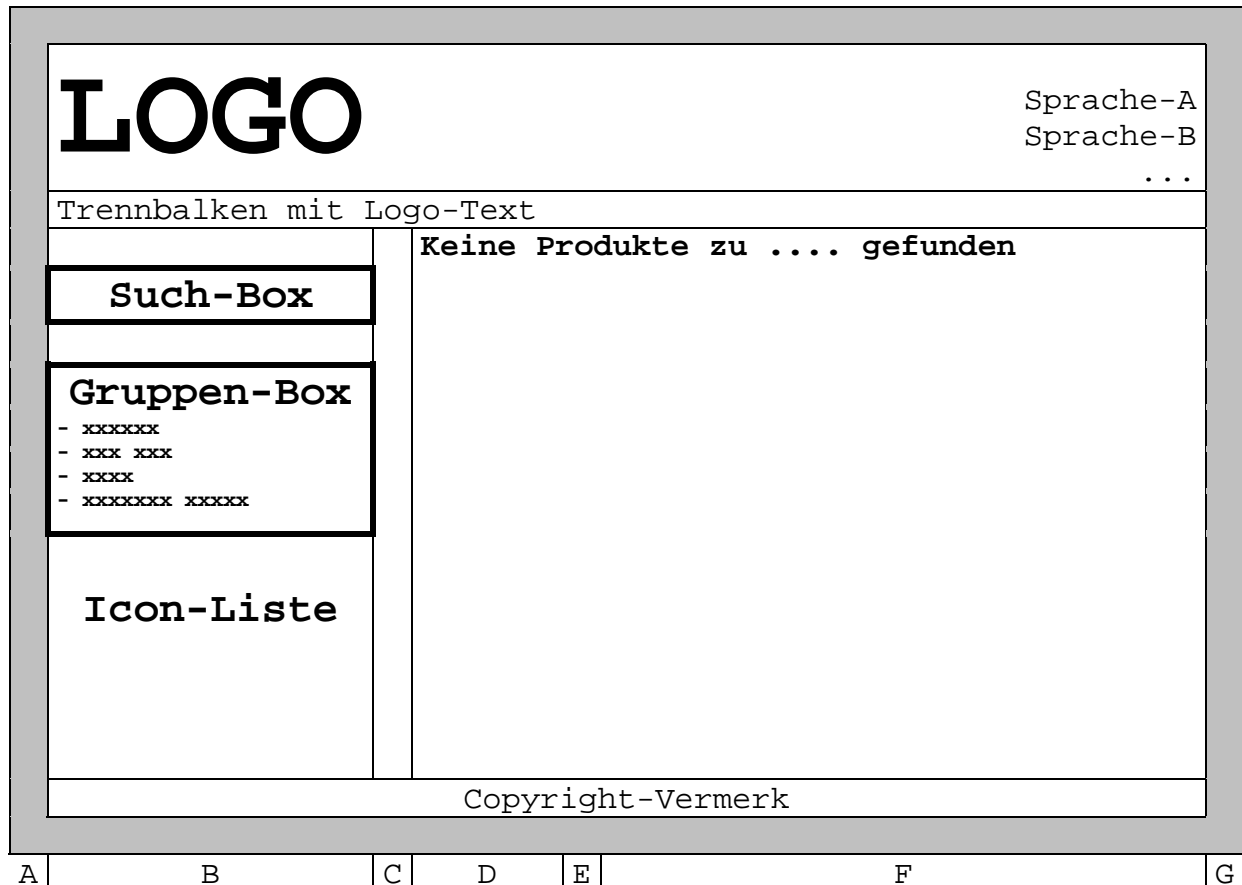 LOGO
Sprache-A
Sprache-B
...
Trennbalken mit Logo-Text
Keine Produkte zu .... gefunden
Such-Box
Gruppen-Box
- xxxxxx
- xxx xxx
- xxxx
- xxxxxxx xxxxx
Icon-Liste
Copyright-Vermerk
A B C D E F G